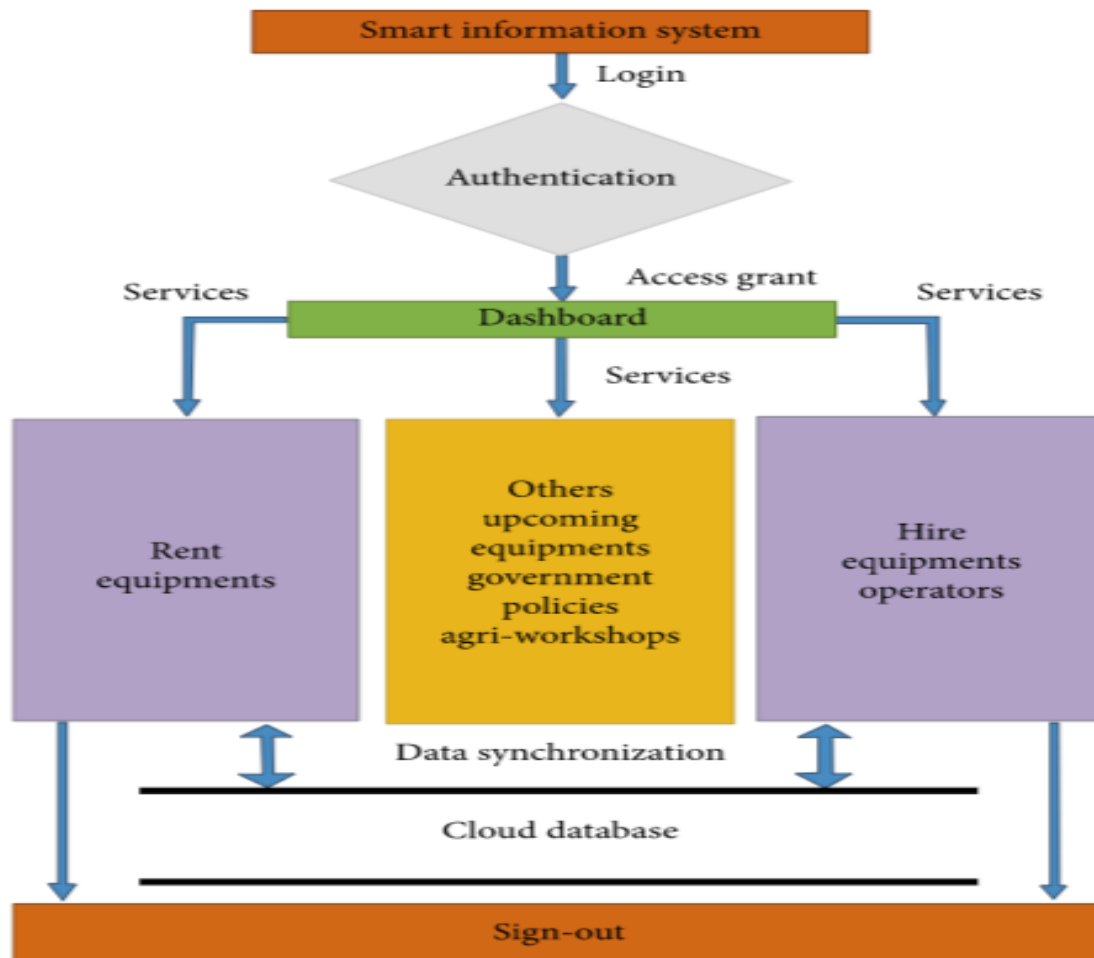 Smart information system
Login
Authentication
Access grant
Services
Services
Dashboard
Services
Rent
equipments
Others
upcoming
equipments
government
policies
agri-workshops
Hire
equipments
operators
Data synchronization
Cloud database
Sign-out